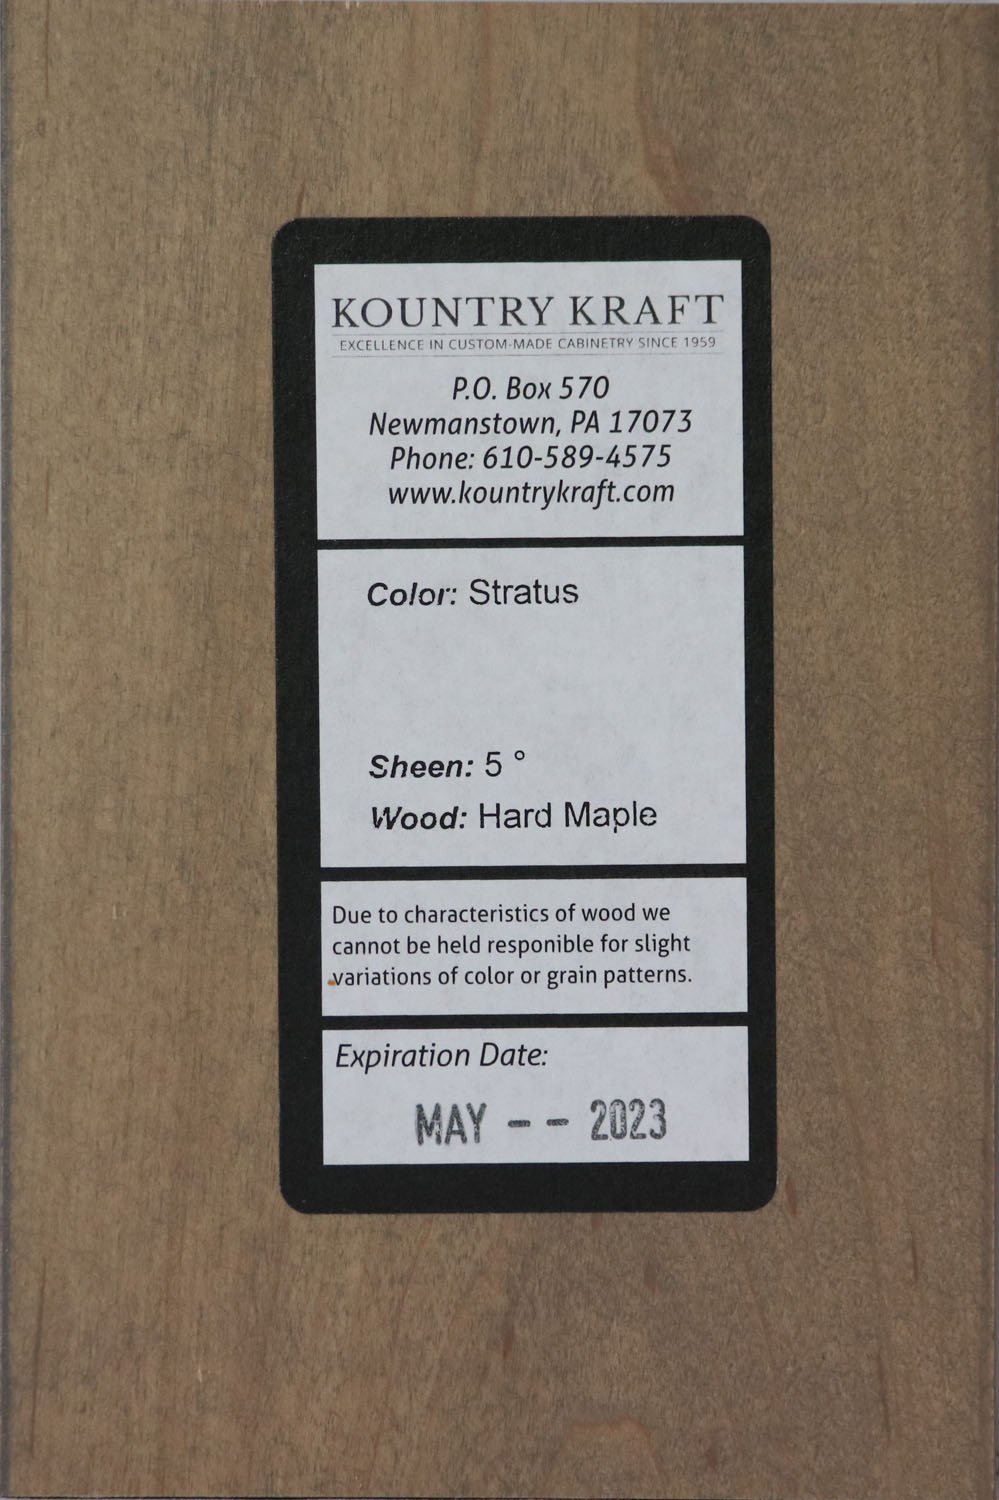 KOUNTRY KRAFT
EXCELLENCE IN CUSTOM-MADE CABINETRY SINCE 1959
P.O. Box 570
Newmanstown, PA 17073
Phone: 610-589-4575
www.kountrykraft.com
Color: Stratus
Sheen: 5 °
Wood: Hard Maple
Due to characteristics of wood we
cannot be held responible for slight
variations of color or grain patterns.
Expiration Date:
MAY -- 2023